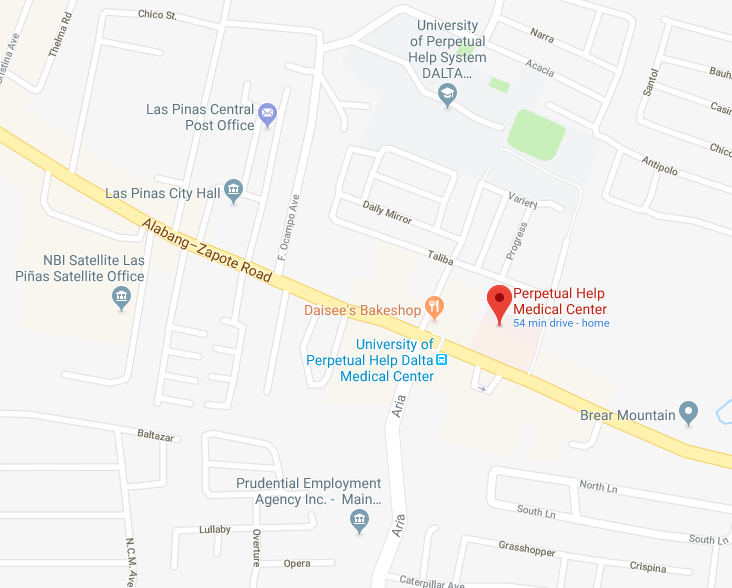 Chico St.
Thelma Rd
University
of Perpetual
Help System
DALTA...
Narra
Acacia
Santol
Bauh
Casim
Chico
Antipolo
Las Pinas Central
Post Office
Las Pinas City Hall
Variety
Daily Mirror
Progress
F. Ocampo Ave
Taliba
Alabang–Zapote Road
NBI Satellite Las
Piñas Satellite Office
Daisee's Bakeshop
Perpetual Help
Medical Center
54 min drive - home
University of
Perpetual Help Dalta
Medical Center
Brear Mountain
Aria
Baltazar
Prudential Employment
Agency Inc. - Main...
North Ln
South Ln
South Ln
Lullaby
Overture
Opera
N.C.M. Ave
Aria
Grasshopper
Crispina
Caterpillar Ave